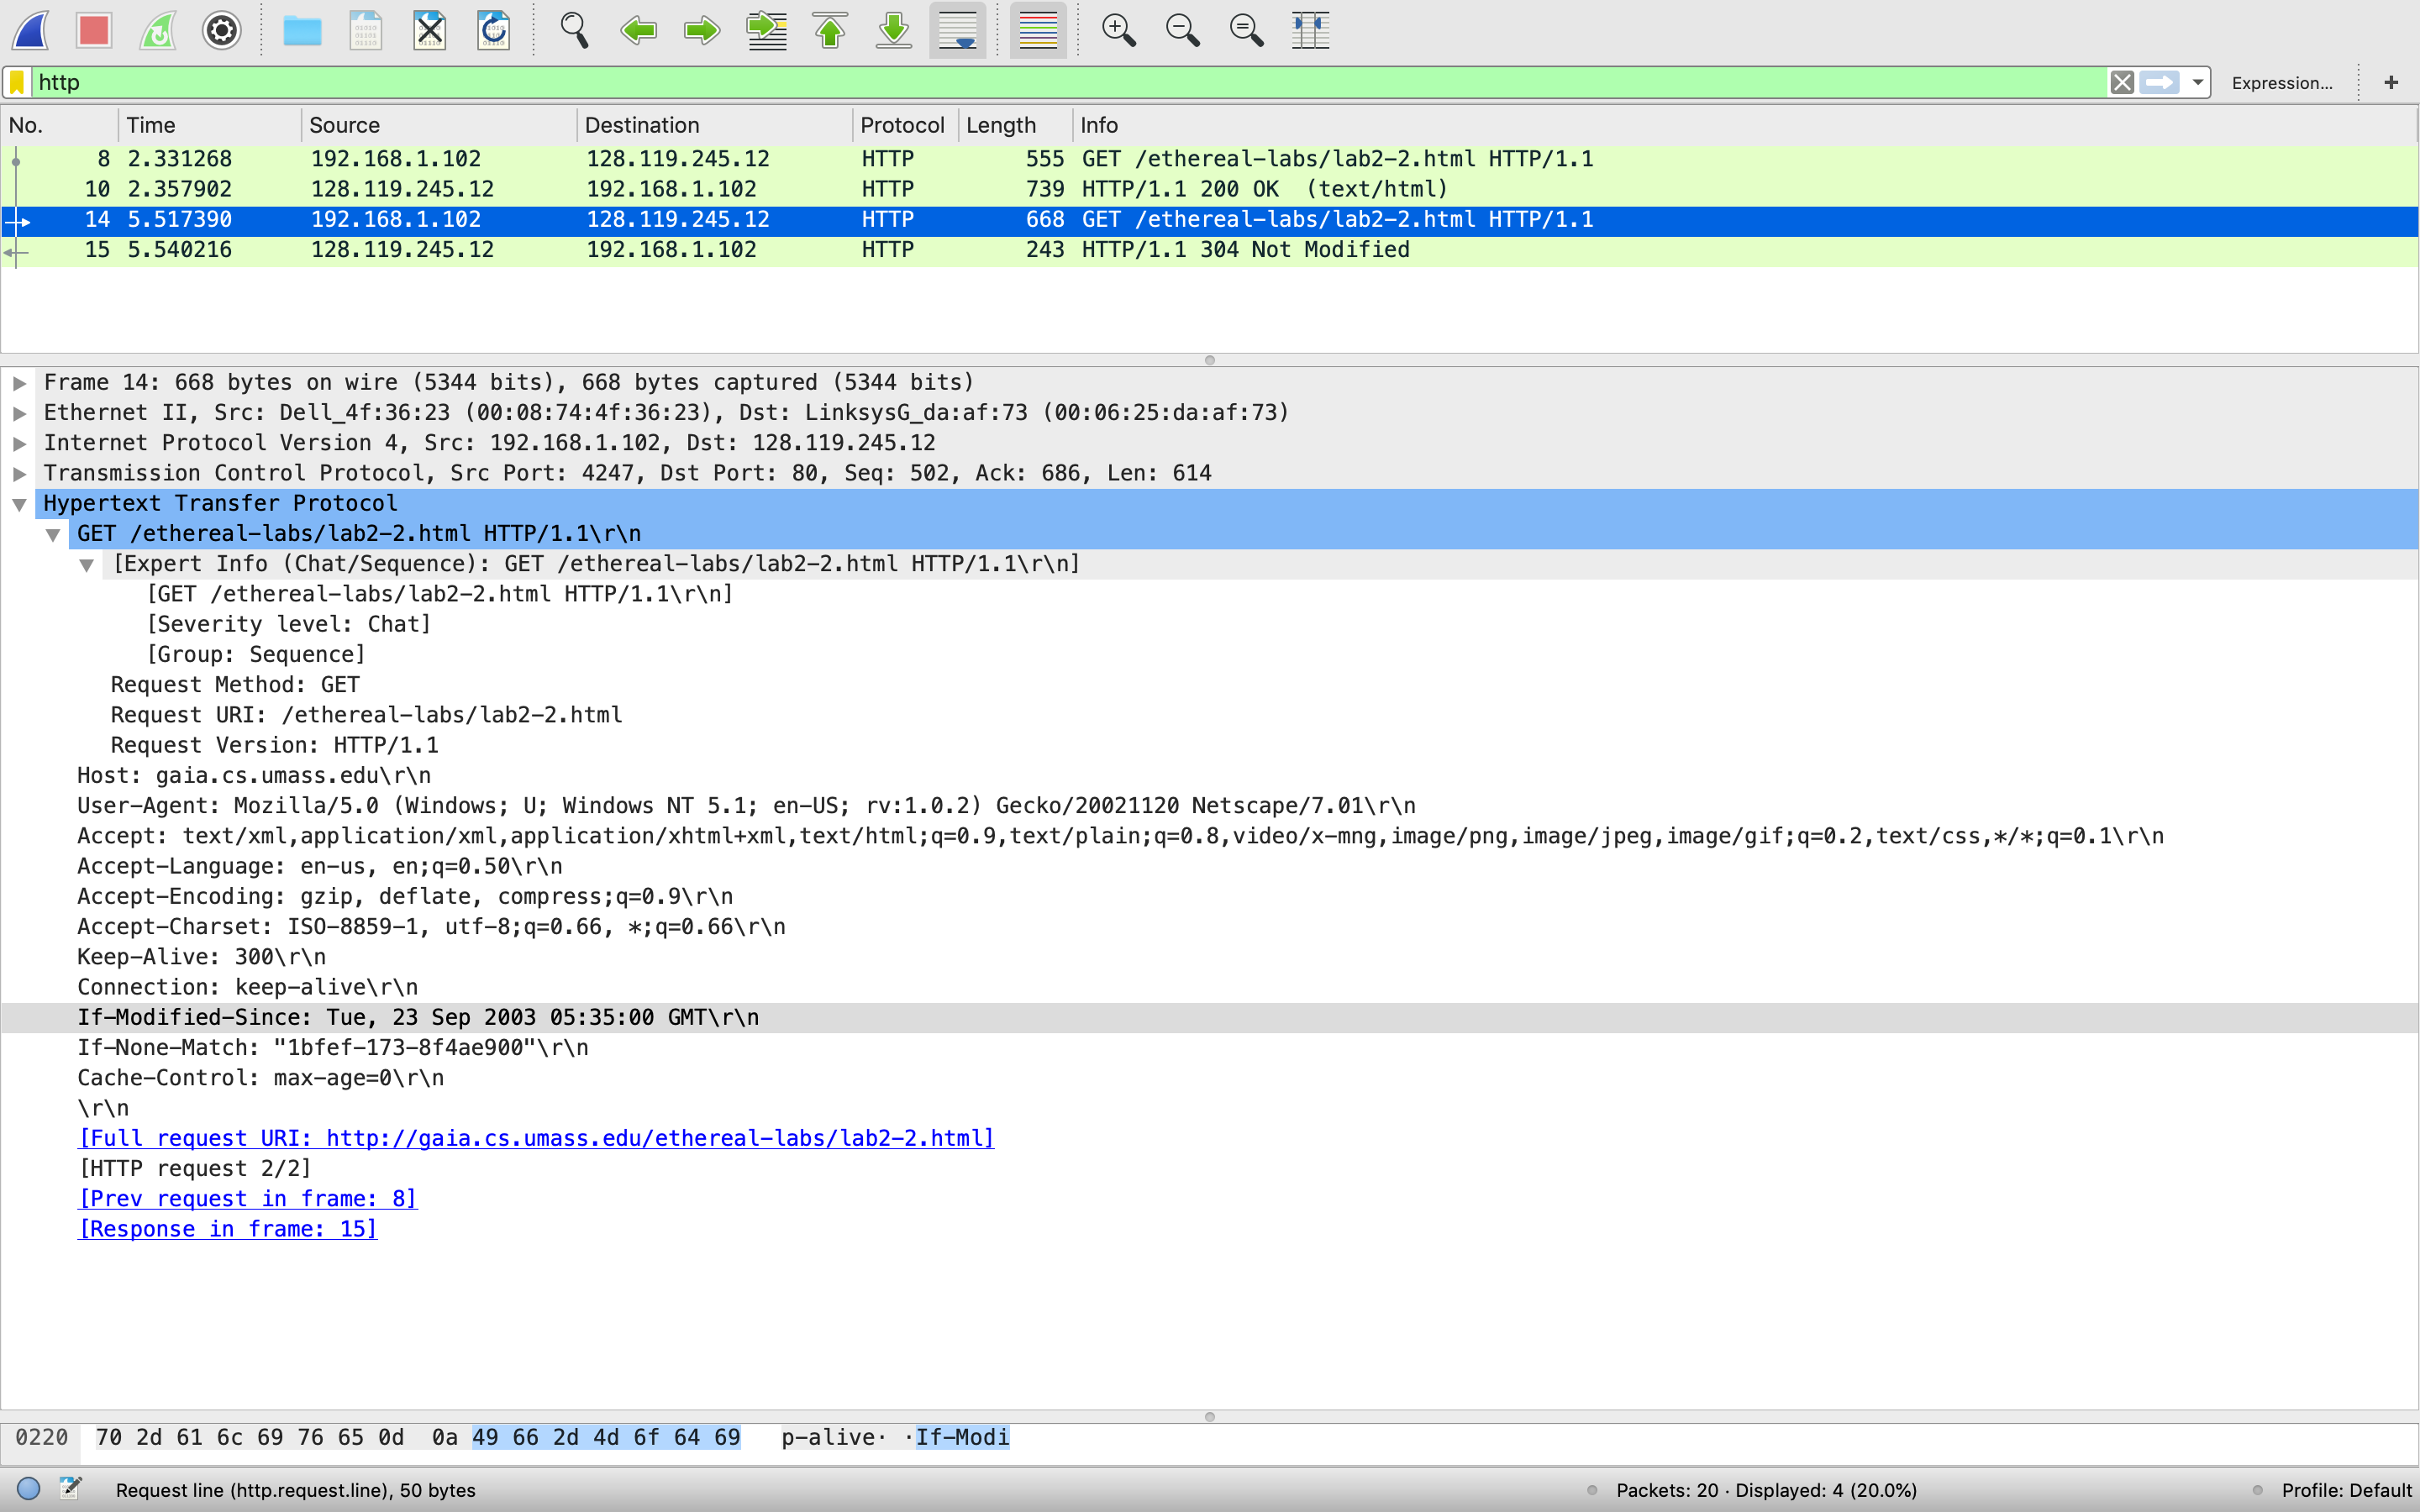 http
Expression...
+
No. Time Source Destination Protocol Length Info
8 2.331268 192.168.1.102 128.119.245.12 HTTP 555 GET /ethereal-labs/lab2-2.html HTTP/1.1
10 2.357902 128.119.245.12 192.168.1.102 HTTP 739 HTTP/1.1 200 OK  (text/html)
14 5.517390 192.168.1.102 128.119.245.12 HTTP 668 GET /ethereal-labs/lab2-2.html HTTP/1.1
15 5.540216 128.119.245.12 192.168.1.102 HTTP 243 HTTP/1.1 304 Not Modified
Frame 14: 668 bytes on wire (5344 bits), 668 bytes captured (5344 bits)
Ethernet II, Src: Dell_4f:36:23 (00:08:74:4f:36:23), Dst: LinksysG_da:af:73 (00:06:25:da:af:73)
Internet Protocol Version 4, Src: 192.168.1.102, Dst: 128.119.245.12
Transmission Control Protocol, Src Port: 4247, Dst Port: 80, Seq: 502, Ack: 686, Len: 614
Hypertext Transfer Protocol
GET /ethereal-labs/lab2-2.html HTTP/1.1\r\n
[Expert Info (Chat/Sequence): GET /ethereal-labs/lab2-2.html HTTP/1.1\r\n]
[GET /ethereal-labs/lab2-2.html HTTP/1.1\r\n]
[Severity level: Chat]
[Group: Sequence]
Request Method: GET
Request URI: /ethereal-labs/lab2-2.html
Request Version: HTTP/1.1
Host: gaia.cs.umass.edu\r\n
User-Agent: Mozilla/5.0 (Windows; U; Windows NT 5.1; en-US; rv:1.0.2) Gecko/20021120 Netscape/7.01\r\n
Accept: text/xml,application/xml,application/xhtml+xml,text/html;q=0.9,text/plain;q=0.8,video/x-mng,image/png,image/jpeg,image/gif;q=0.2,text/css,*/*;q=0.1\r\n
Accept-Language: en-us, en;q=0.50\r\n
Accept-Encoding: gzip, deflate, compress;q=0.9\r\n
Accept-Charset: ISO-8859-1, utf-8;q=0.66, *;q=0.66\r\n
Keep-Alive: 300\r\n
Connection: keep-alive\r\n
If-Modified-Since: Tue, 23 Sep 2003 05:35:00 GMT\r\n
If-None-Match: "1bfef-173-8f4ae900"\r\n
Cache-Control: max-age=0\r\n
\r\n
[Full request URI: http://gaia.cs.umass.edu/ethereal-labs/lab2-2.html]
[HTTP request 2/2]
[Prev request in frame: 8]
[Response in frame: 15]
0220 70 2d 61 6c 69 76 65 0d 0a 49 66 2d 4d 6f 64 69 p-alive· ·If-Modi
Request line (http.request.line), 50 bytes
Packets: 20 · Displayed: 4 (20.0%)
Profile: Default